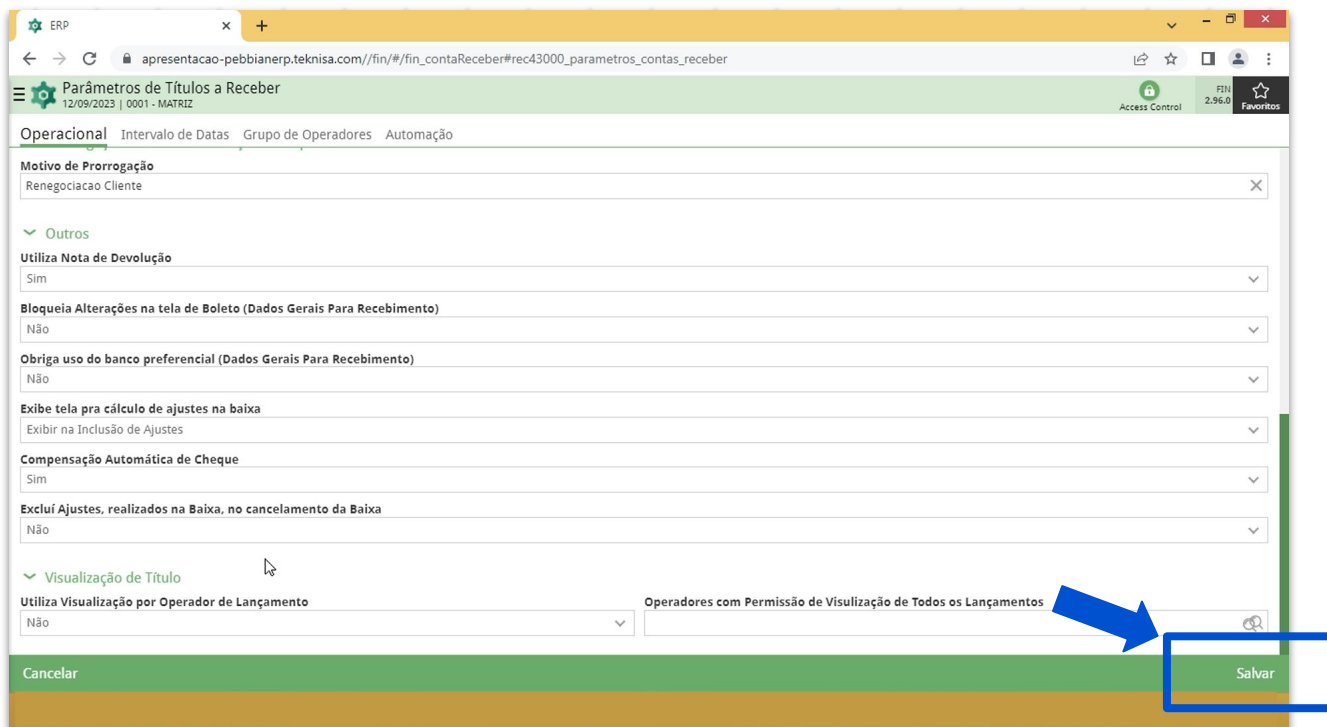 ERP
apresentacao-pebbianerp.teknisa.com//fin/#/fin_contaReceber#rec43000_parametros_contas_receber
Parâmetros de Títulos a Receber
12/09/2023 | 0001 - MATRIZ
Access Control
FIN
2.96.0
Favoritos
Operacional Intervalo de Datas Grupo de Operadores Automação
Motivo de Prorrogação
Renegociacao Cliente
Outros
Utiliza Nota de Devolução
Sim
Bloqueia Alterações na tela de Boleto (Dados Gerais Para Recebimento)
Não
Obriga uso do banco preferencial (Dados Gerais Para Recebimento)
Não
Exibe tela pra cálculo de ajustes na baixa
Exibir na Inclusão de Ajustes
Compensação Automática de Cheque
Sim
Excluí Ajustes, realizados na Baixa, no cancelamento da Baixa
Não
Visualização de Título
Utiliza Visualização por Operador de Lançamento
Não
Operadores com Permissão de Visulização de Todos os Lançamentos
Cancelar
Salvar